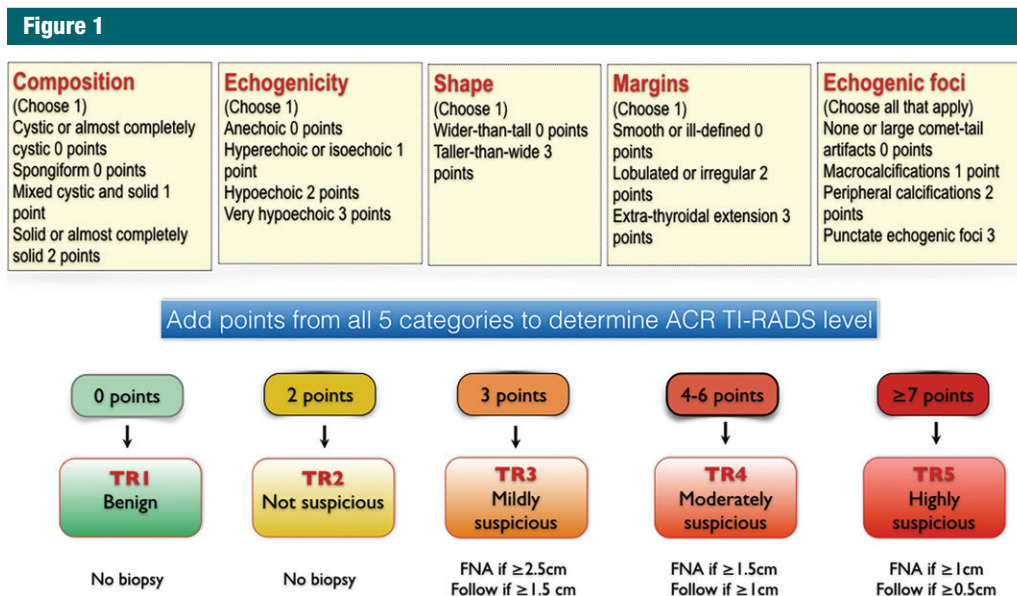 Figure 1
Composition
(Choose 1)
Cystic or almost completely
cystic 0 points
Spongiform 0 points
Mixed cystic and solid 1
point
Solid or almost completely
solid 2 points
Echogenicity
(Choose 1)
Anechoic 0 points
Hyperechoic or isoechoic 1
point
Hypoechoic 2 points
Very hypoechoic 3 points
Shape
(Choose 1)
Wider-than-tall 0 points
Taller-than-wide 3
points
Margins
(Choose 1)
Smooth or ill-defined 0
points
Lobulated or irregular 2
points
Extra-thyroidal extension 3
points
Echogenic foci
(Choose all that apply)
None or large comet-tail
artifacts 0 points
Macrocalcifications 1 point
Peripheral calcifications 2
points
Punctate echogenic foci 3
Add points from all 5 categories to determine ACR TI-RADS level
0 points
2 points
3 points
4-6 points
≥7 points
TR1
Benign
TR2
Not suspicious
TR3
Mildly
suspicious
TR4
Moderately
suspicious
TR5
Highly
suspicious
No biopsy
No biopsy
FNA if ≥2.5cm
Follow if ≥1.5 cm
FNA if ≥1.5cm
Follow if ≥1cm
FNA if ≥1cm
Follow if ≥0.5cm